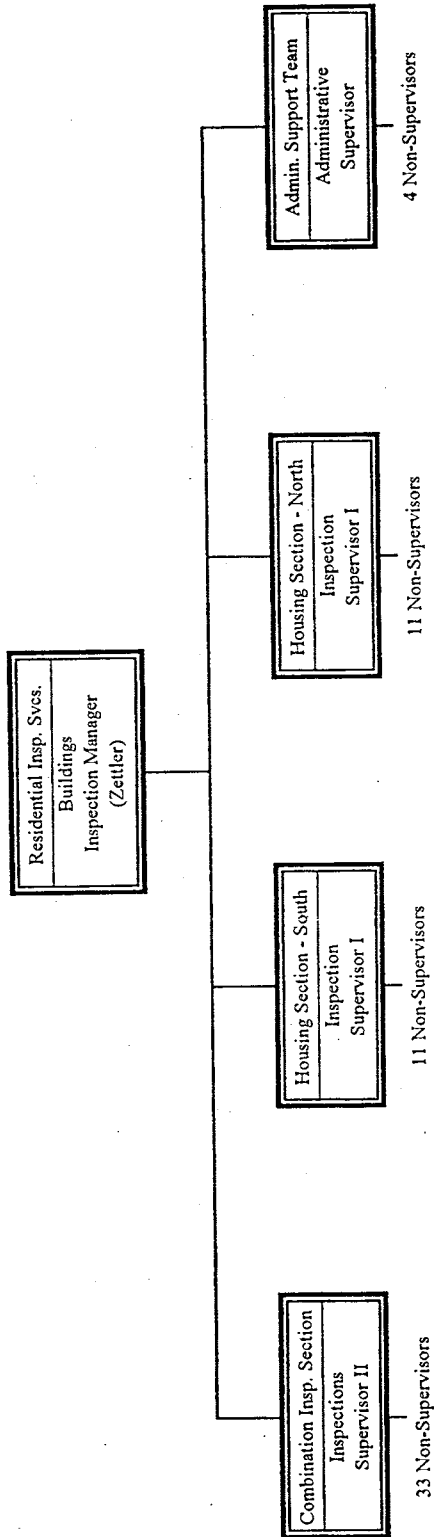 Residential Insp. Svcs.
Buildings
Inspection Manager
(Zettler)
Combination Insp. Section
Inspections
Supervisor II
33 Non-Supervisors
Housing Section - South
Inspection
Supervisor I
11 Non-Supervisors
Housing Section - North
Inspection
Supervisor I
11 Non-Supervisors
Admin. Support Team
Administrative
Supervisor
4 Non-Supervisors